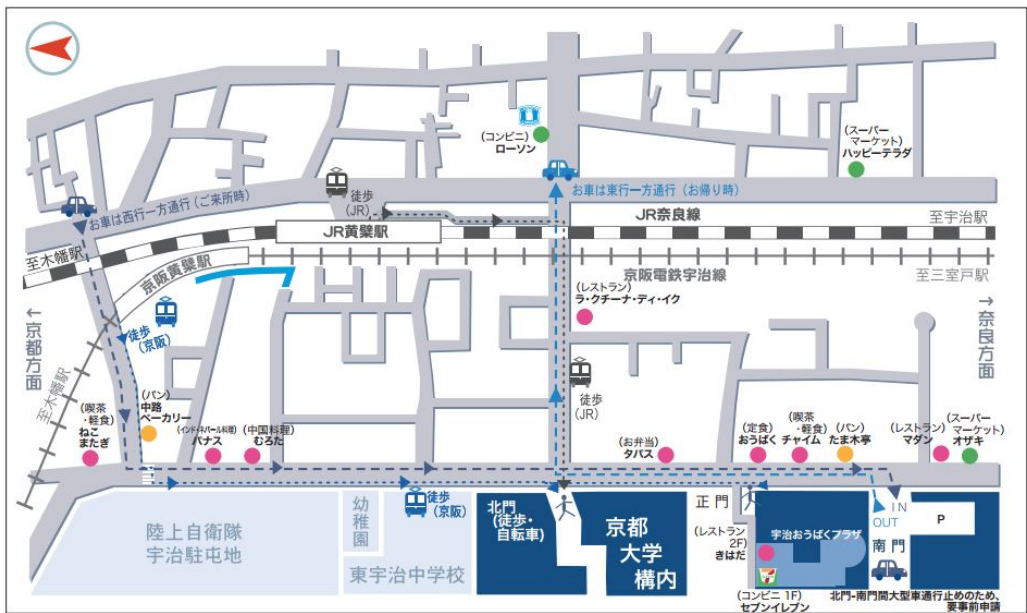 (コンビニ)
ローソン
(スーパー
マーケット)
ハッピーテラダ
徒歩
(JR)
お車は東行一方通行(お帰り時)
お車は西行一方通行(ご来所時)
JR奈良線
至宇治駅
JR黄檗駅
至木幡駅
京阪黄檗駅
京阪電鉄宇治線
至三室戸駅
(レストラン)
ラ・クチーナ・ディ・イク
←京都方面
→奈良方面
徒歩
(京阪)
至木幡駅
徒歩
(JR)
(喫茶
・軽食)
ねこ
またぎ
(パン)
中路
ベーカリー
(インド・ネパール料理)
バナス
(中国料理)
むろた
(お弁当)
タパス
(定食)
おうばく
(喫茶
・軽食)
チャイム
(パン)
たま木亭
(レストラン)
マダン
(スーパー
マーケット)
オザキ
陸上自衛隊
宇治駐屯地
幼稚園
徒歩
(京阪)
東宇治中学校
北門
(徒歩・
自転車)
京都
大学
構内
正門
(レストラン
2F)
きはだ
宇治おうばくプラザ
IN
OUT
P
南門
(コンビニ 1F)
セブンイレブン
北門-南門間大型車通行止めのため、
要事前申請